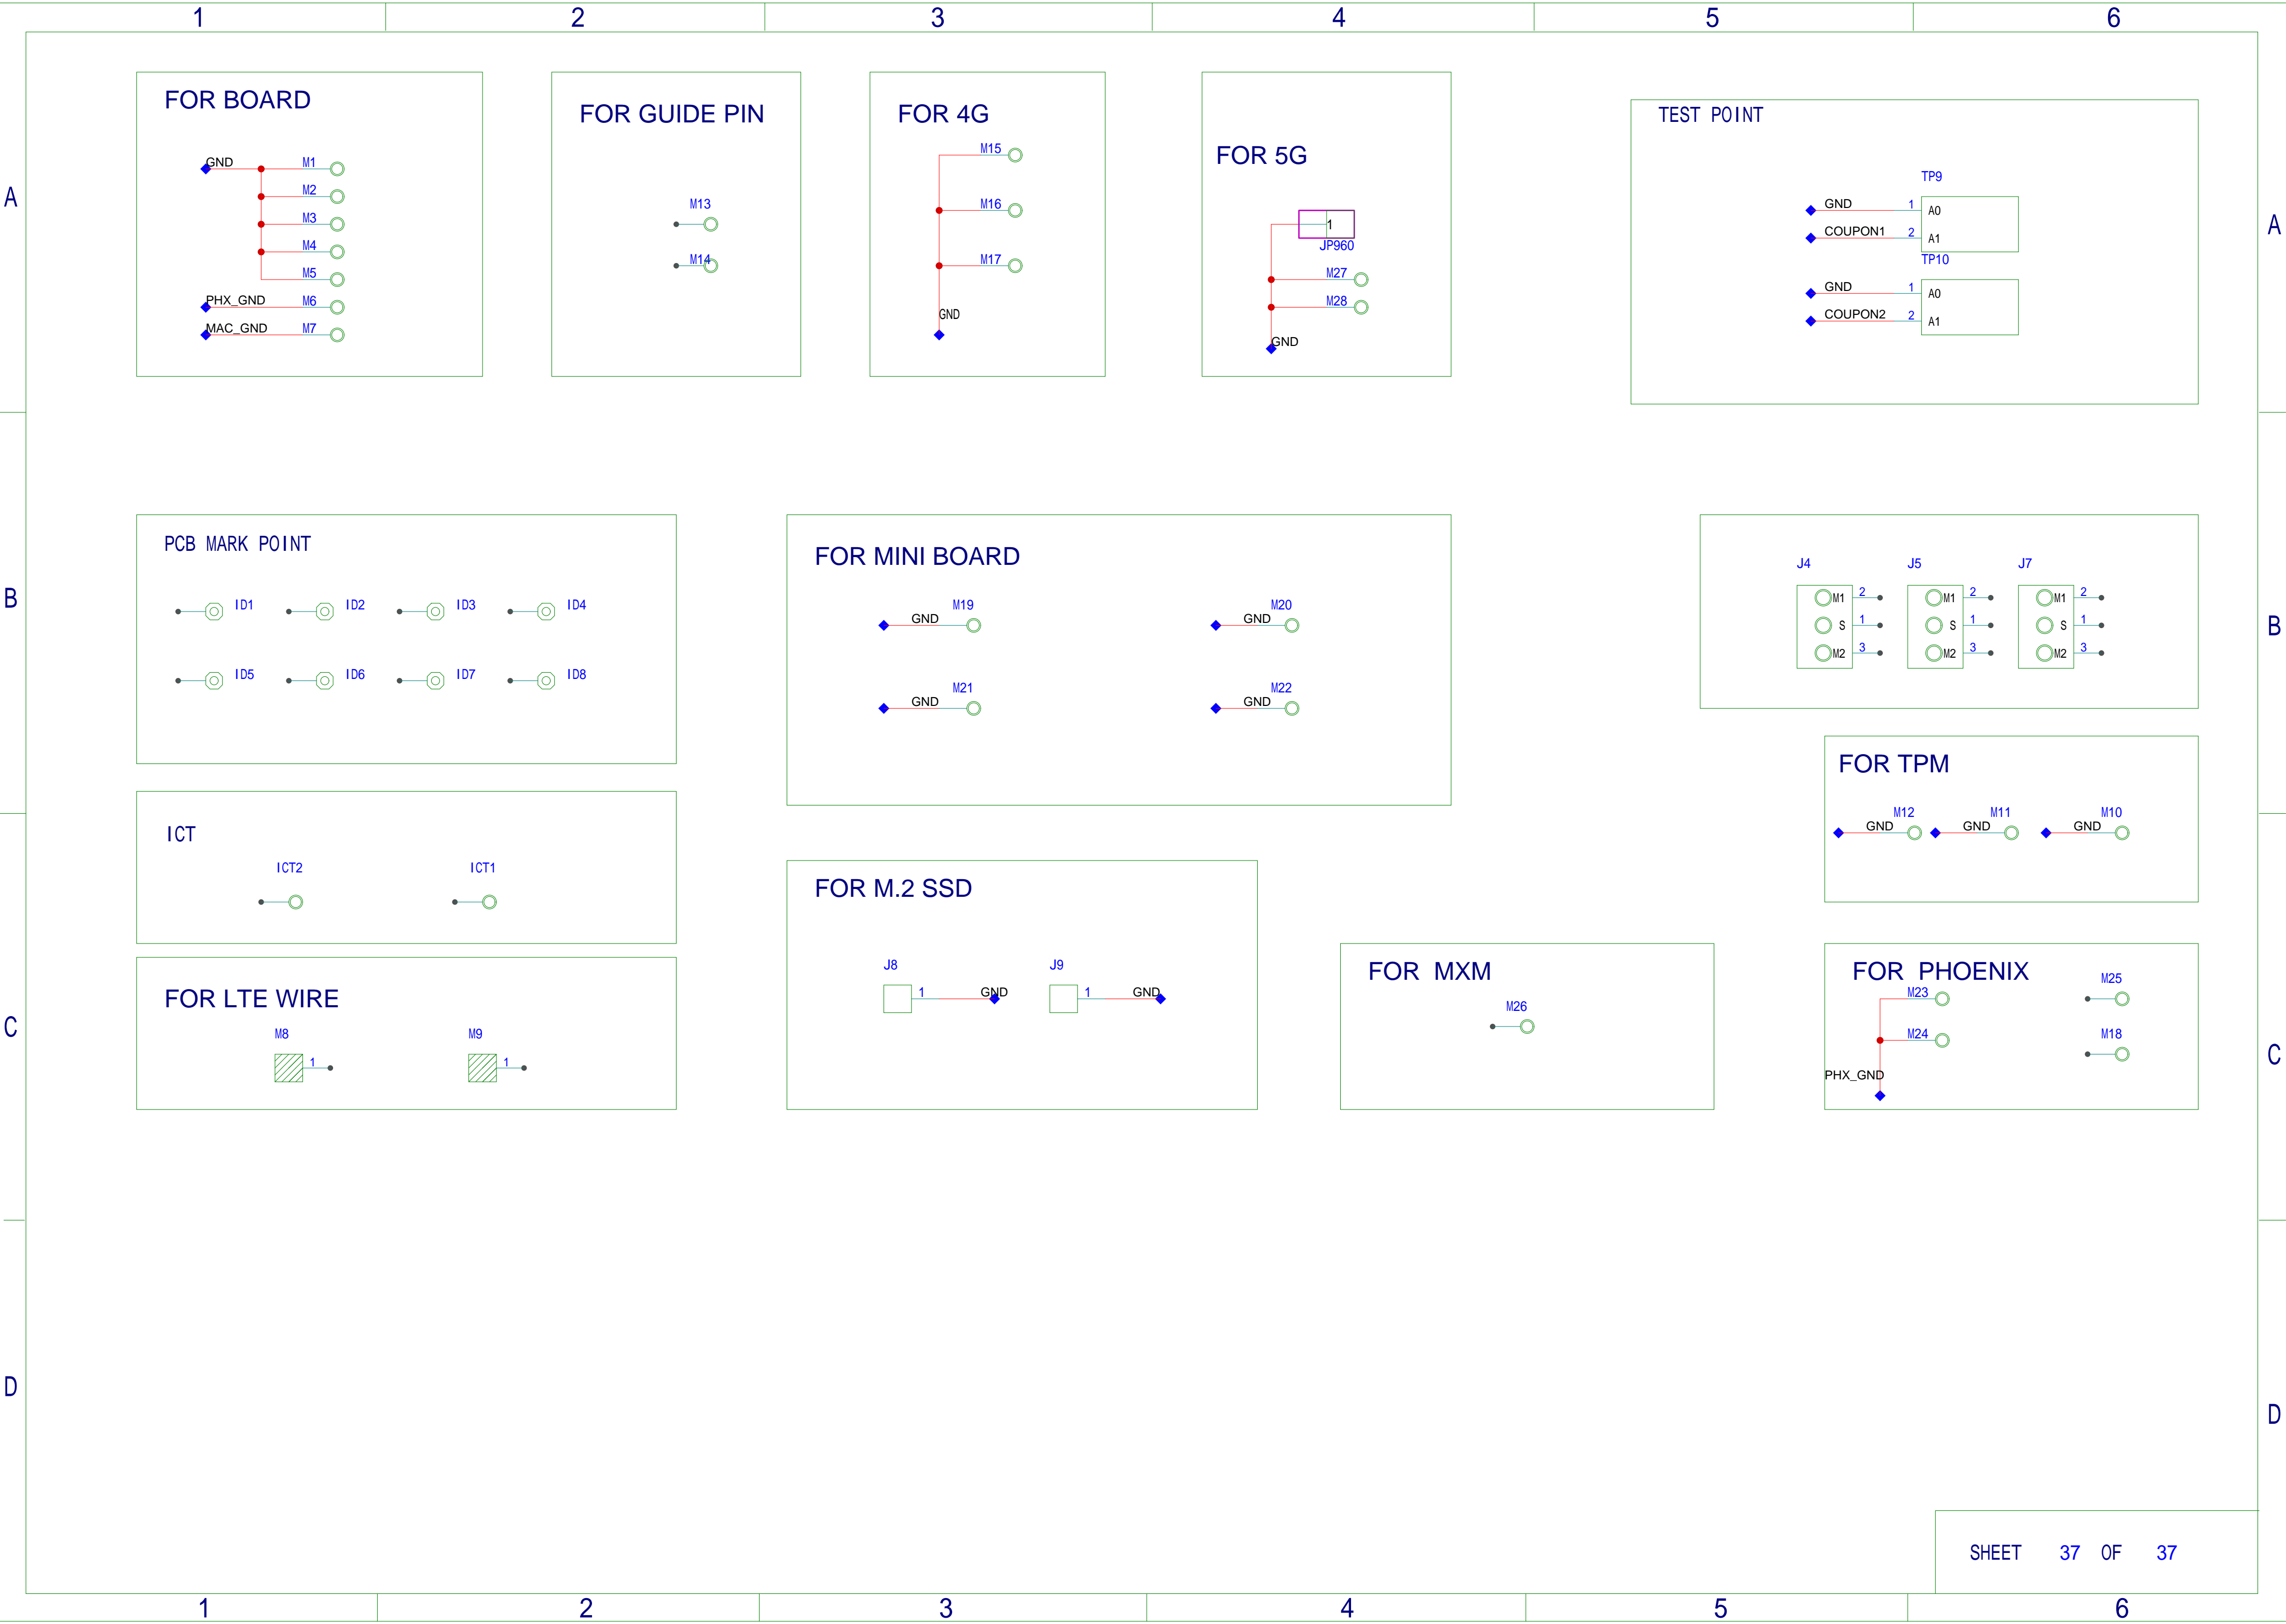 1 2 3 4 5 6
A
A
FOR BOARD
GND M1
M2
M3
M4
M5
PHX_GND M6
MAC_GND M7
FOR GUIDE PIN
M13
M14
FOR 4G
M15
M16
M17
GND
FOR 5G
1
JP960
M27
M28
GND
TEST POINT
TP9
GND 1 A0
COUPON1 2 A1
TP10
GND 1 A0
COUPON2 2 A1
B
B
PCB MARK POINT
ID1 ID2 ID3 ID4
ID5 ID6 ID7 ID8
FOR MINI BOARD
M19 M20
GND GND
M21 M22
GND GND
J4 J5 J7
M1 2 M1 2 M1 2
S 1 S 1 S 1
M2 3 M2 3 M2 3
FOR TPM
M12 M11 M10
GND GND GND
ICT
ICT2 ICT1
C
C
FOR LTE WIRE
M8 M9
1 1
FOR M.2 SSD
J8 J9
1 GND 1 GND
FOR MXM
M26
FOR PHOENIX
M23 M25
M24 M18
PHX_GND
D
D
SHEET 37 OF 37
1 2 3 4 5 6